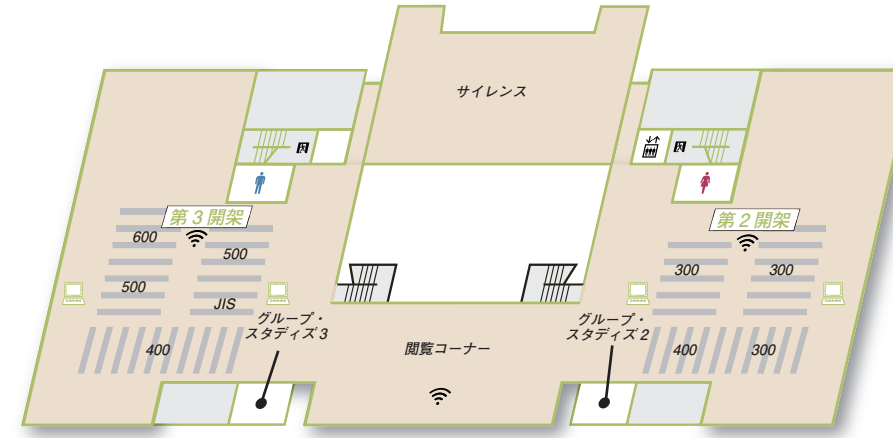 サイレンス
第3開架
600
500
500
JIS
400
グループ・
スタディズ3
閲覧コーナー
グループ・
スタディズ2
第2開架
300
300
400
300